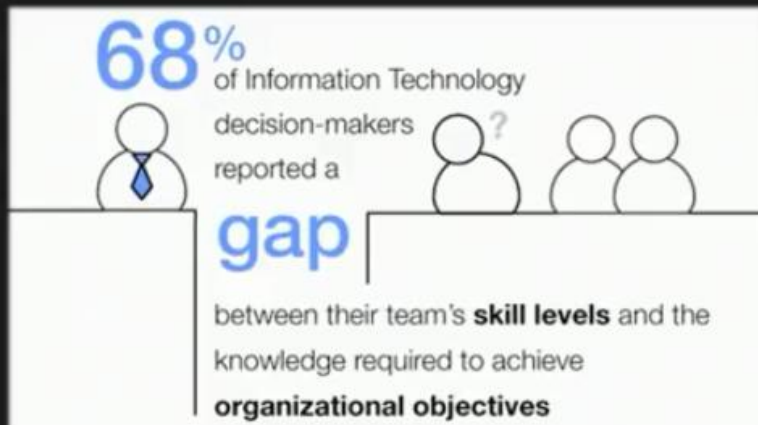 68%
of Information Technology
decision-makers
?
reported a
gap
between their team's skill levels and the
knowledge required to achieve
organizational objectives